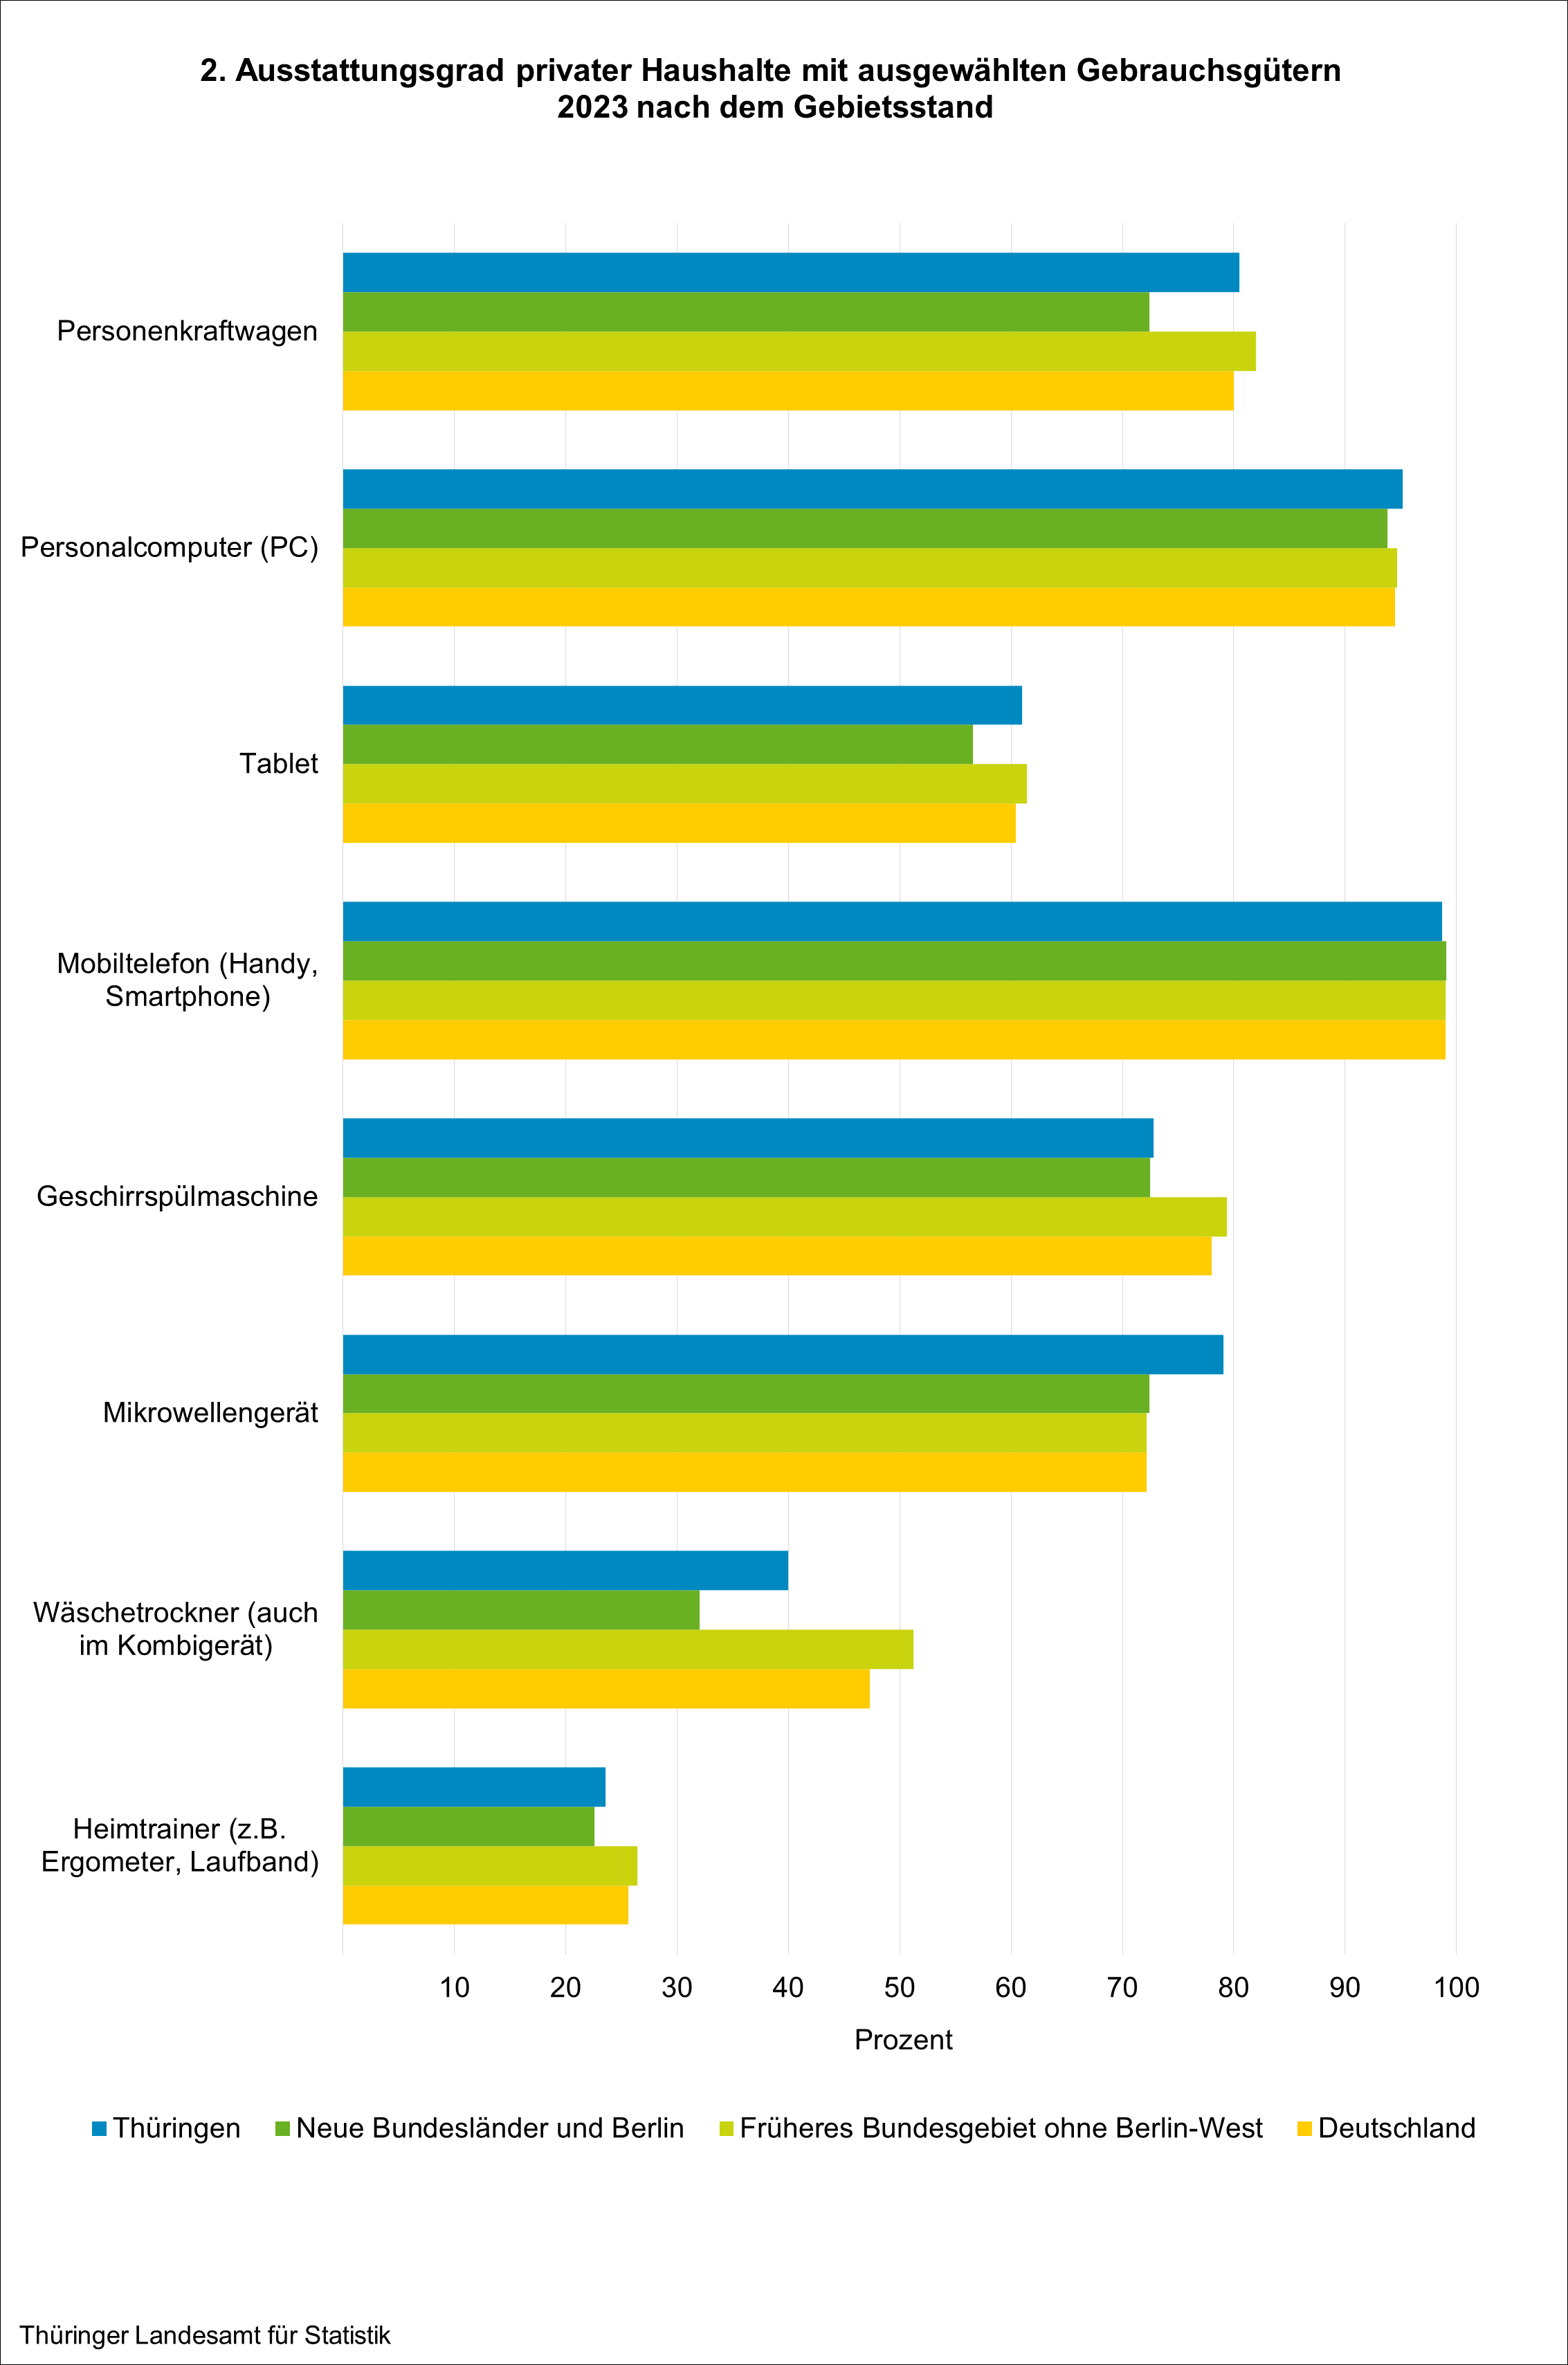 2. Ausstattungsgrad privater Haushalte mit ausgewählten Gebrauchsgütern
2023 nach dem Gebietsstand
Personenkraftwagen
Personalcomputer (PC)
Tablet
Mobiltelefon (Handy,
Smartphone)
Geschirrspülmaschine
Mikrowellengerät
Wäschetrockner (auch
im Kombigerät)
Heimtrainer (z.B.
Ergometer, Laufband)
10 20 30 40 50 60 70 80 90 100
Prozent
Thüringen Neue Bundesländer und Berlin Früheres Bundesgebiet ohne Berlin-West Deutschland
Thüringer Landesamt für Statistik